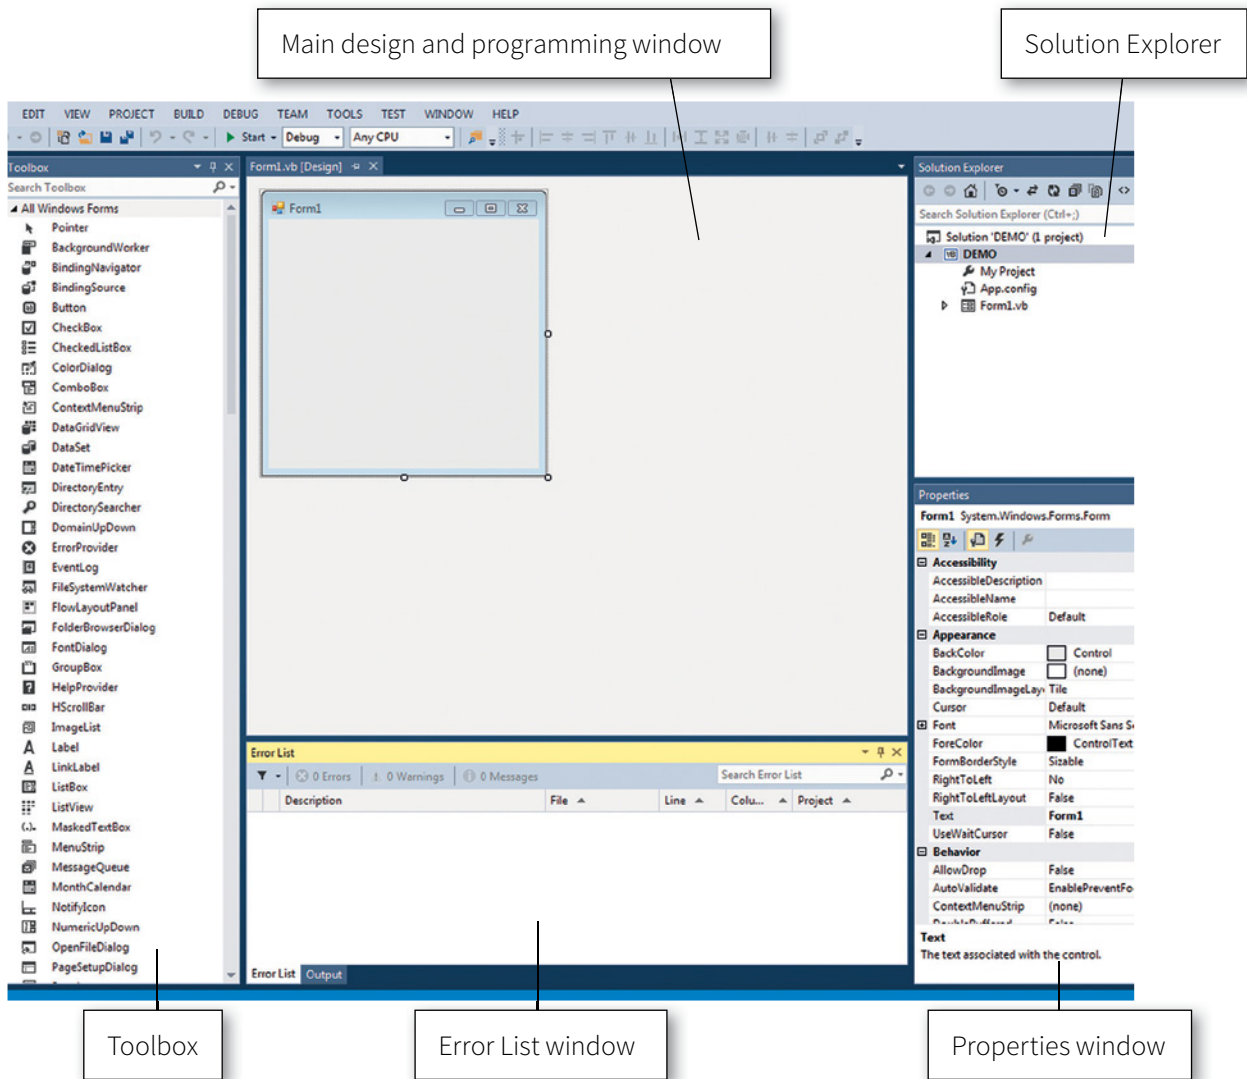 Main design and programming window
Solution Explorer
EDIT VIEW PROJECT BUILD DEBUG TEAM TOOLS TEST WINDOW HELP
Start Debug Any CPU
Toolbox
Search Toolbox
All Windows Forms
Pointer
BackgroundWorker
BindingNavigator
BindingSource
Button
CheckBox
CheckedListBox
ColorDialog
ComboBox
ContextMenuStrip
DataGridView
DataSet
DateTimePicker
DirectoryEntry
DirectorySearcher
DomainUpDown
ErrorProvider
EventLog
FileSystemWatcher
FlowLayoutPanel
FolderBrowserDialog
FontDialog
GroupBox
HelpProvider
HScrollBar
ImageList
Label
LinkLabel
ListBox
ListView
MaskedTextBox
MenuStrip
MessageQueue
MonthCalendar
NotifyIcon
NumericUpDown
OpenFileDialog
PageSetupDialog
Form1.vb [Design]
Form1
Error List
0 Errors 0 Warnings 0 Messages Search Error List
Description File Line Colu... Project
Error List Output
Solution Explorer
Search Solution Explorer (Ctrl+;)
Solution 'DEMO' (1 project)
DEMO
My Project
App.config
Form1.vb
Properties
Form1 System.Windows.Forms.Form
Accessibility
AccessibleDescription
AccessibleName
AccessibleRole Default
Appearance
BackColor Control
BackgroundImage (none)
BackgroundImageLay Tile
Cursor Default
Font Microsoft Sans S
ForeColor ControlText
FormBorderStyle Sizable
RightToLeft No
RightToLeftLayout False
Text Form1
UseWaitCursor False
Behavior
AllowDrop False
AutoValidate EnablePreventFo
ContextMenuStrip (none)
Text
The text associated with the control.
Toolbox
Error List window
Properties window